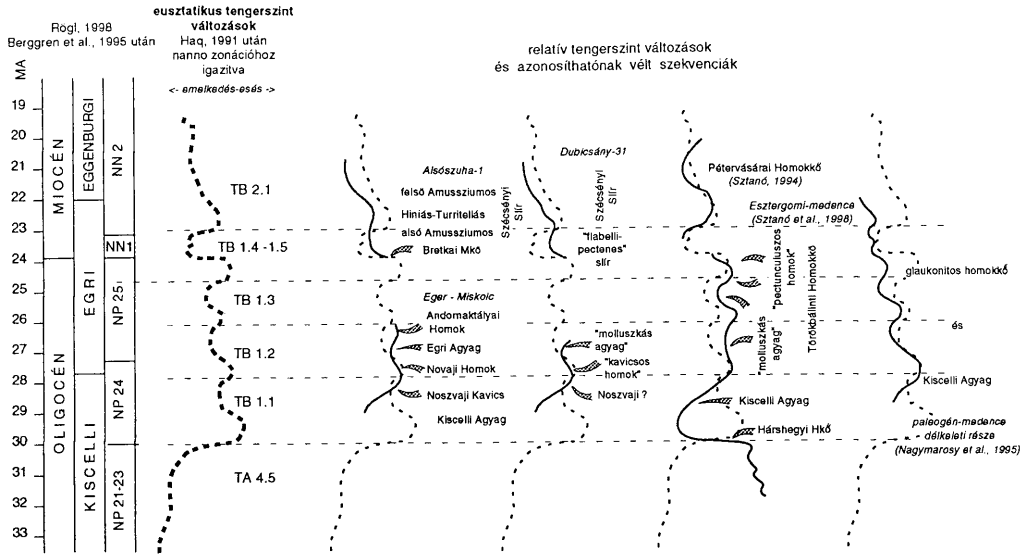 Rögl, 1998
Berggren et al., 1995 után
eusztatikus tengerszint
változások
Haq, 1991 után
nanno zonációhoz
igazítva
<- emelkedés-esés ->
relatív tengerszint változások
és azonosíthatónak vélt szekvenciák
MA
19
20
21
22
23
24
25
26
27
28
29
30
31
32
33
MIOCÉN
OLIGOCÉN
EGGENBURGI
EGRI
KISCELLI
NN 2
NN1
NP 25
NP 24
NP 21-23
TB 2.1
TB 1.4 -1.5
TB 1.3
TB 1.2
TB 1.1
TA 4.5
Alsószuha-1
felső Amussziumos
Hiniás-Turritellás
alsó Amussziumos
Bretkai Mkő
Szécsényi
Slír
Eger - Miskolc
Andornaktályai
Homok
Egri Agyag
Novaji Homok
Noszvaji Kavics
Kiscelli Agyag
Dubicsány-31
Szécsényi
Slír
"flabelli-
pectenes"
slír
"molluszkás
agyag"
"kavicsos
homok"
Noszvaji ?
Pétervásárai Homokkő
(Sztanó, 1994)
Esztergomi-medence
(Sztanó et al., 1998)
"pectunculuszos
homok"
"molluszkás
agyag"
Törökbálinti Homokkő
Kiscelli Agyag
Hárshegyi Hkő
glaukonitos homokkő
és
Kiscelli Agyag
paleogén-medence
délkeleti része
(Nagymarosy et al., 1995)